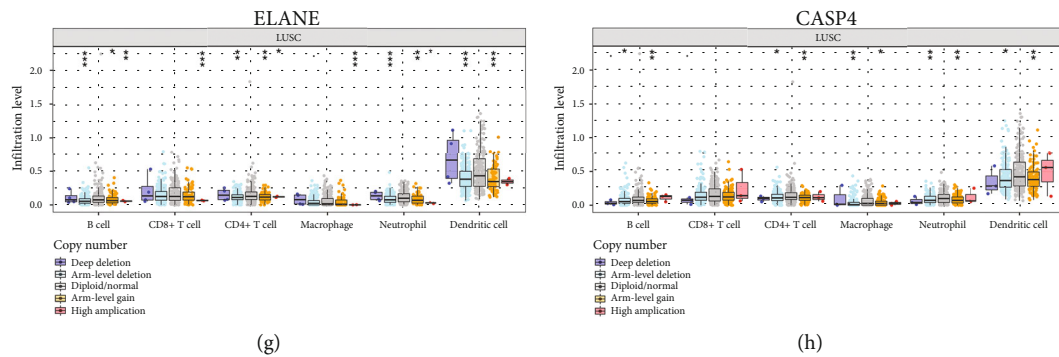 ELANE
LUSC
Infiltration level
2.0
1.5
1.0
0.5
0.0
B cell
CD8+ T cell
CD4+ T cell
Macrophage
Neutrophil
Dendritic cell
Copy number
Deep deletion
Arm-level deletion
Diploid/normal
Arm-level gain
High amplication
(g)
CASP4
LUSC
Infiltration level
2.0
1.5
1.0
0.5
0.0
B cell
CD8+ T cell
CD4+ T cell
Macrophage
Neutrophil
Dendritic cell
Copy number
Deep deletion
Arm-level deletion
Diploid/normal
Arm-level gain
High amplication
(h)